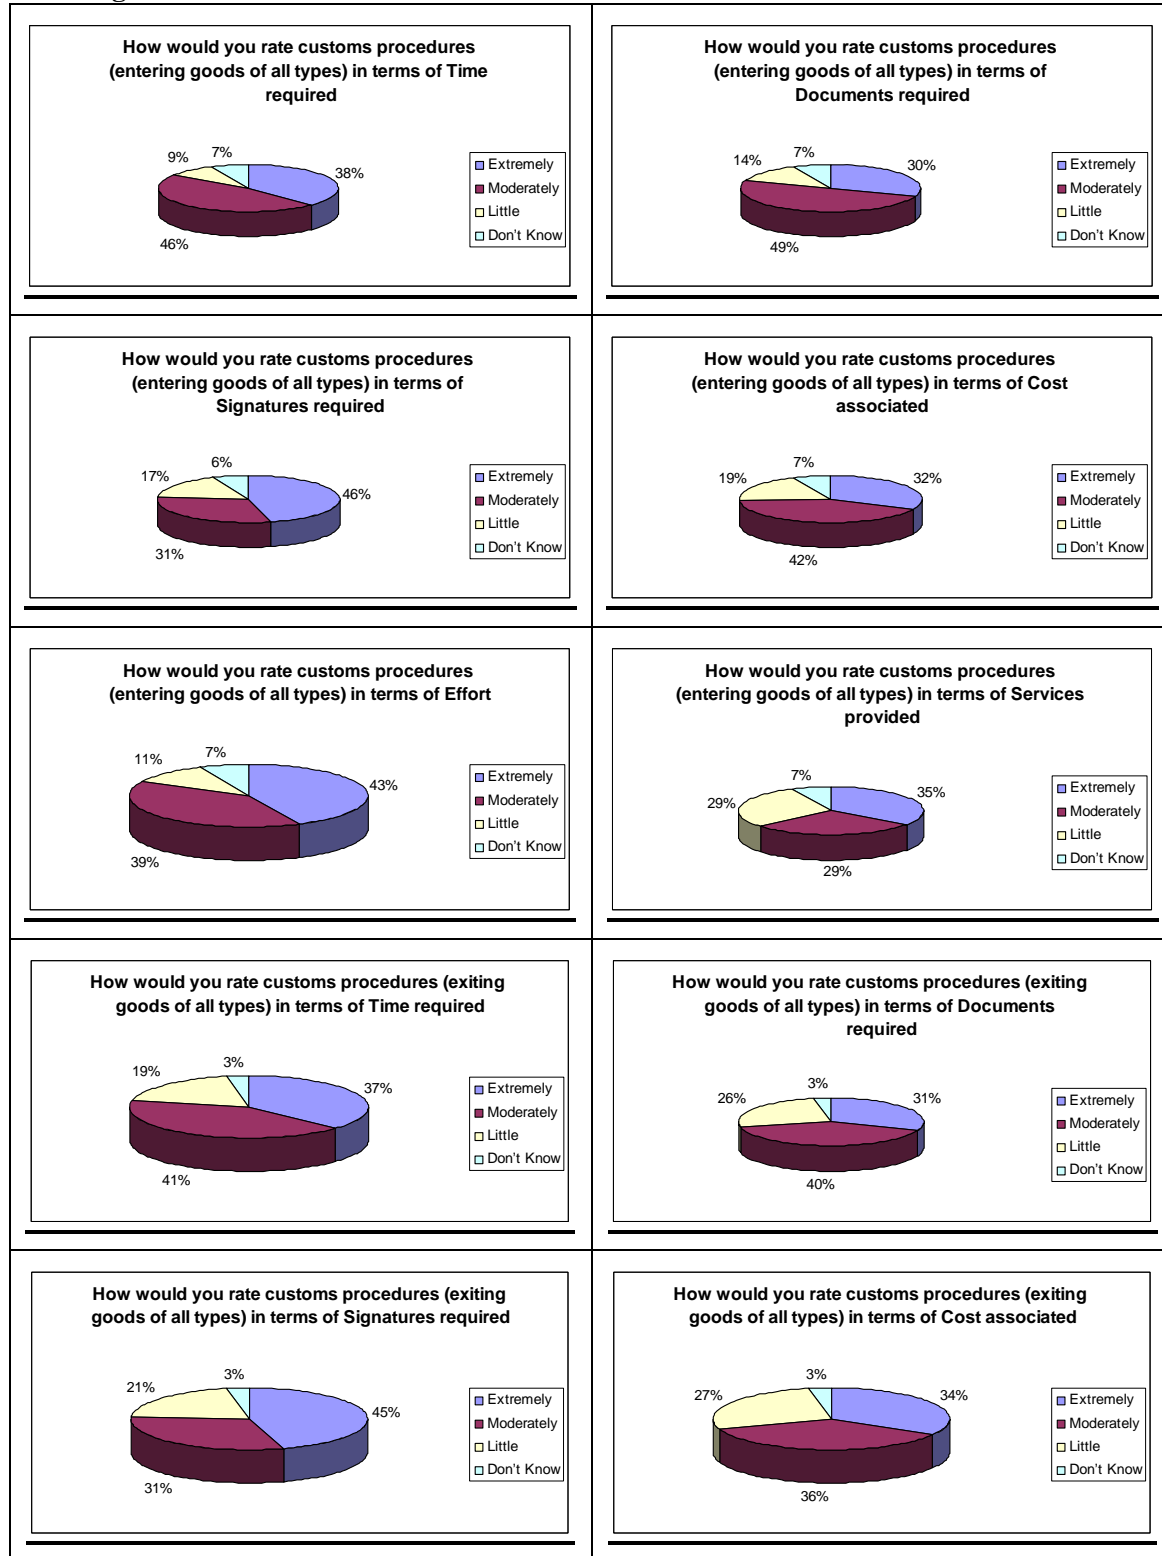 How would you rate customs procedures
(entering goods of all types) in terms of Time
required
9%
7%
38%
46%
Extremely
Moderately
Little
Don't Know
How would you rate customs procedures
(entering goods of all types) in terms of
Documents required
14%
7%
30%
49%
Extremely
Moderately
Little
Don't Know
How would you rate customs procedures
(entering goods of all types) in terms of
Signatures required
17%
6%
46%
31%
Extremely
Moderately
Little
Don't Know
How would you rate customs procedures
(entering goods of all types) in terms of Cost
associated
19%
7%
32%
42%
Extremely
Moderately
Little
Don't Know
How would you rate customs procedures
(entering goods of all types) in terms of Effort
11%
7%
43%
39%
Extremely
Moderately
Little
Don't Know
How would you rate customs procedures
(entering goods of all types) in terms of Services
provided
29%
7%
35%
29%
Extremely
Moderately
Little
Don't Know
How would you rate customs procedures (exiting
goods of all types) in terms of Time required
19%
3%
37%
41%
Extremely
Moderately
Little
Don't Know
How would you rate customs procedures (exiting
goods of all types) in terms of Documents
required
26%
3%
31%
40%
Extremely
Moderately
Little
Don't Know
How would you rate customs procedures (exiting
goods of all types) in terms of Signatures required
21%
3%
45%
31%
Extremely
Moderately
Little
Don't Know
How would you rate customs procedures (exiting
goods of all types) in terms of Cost associated
27%
3%
34%
36%
Extremely
Moderately
Little
Don't Know